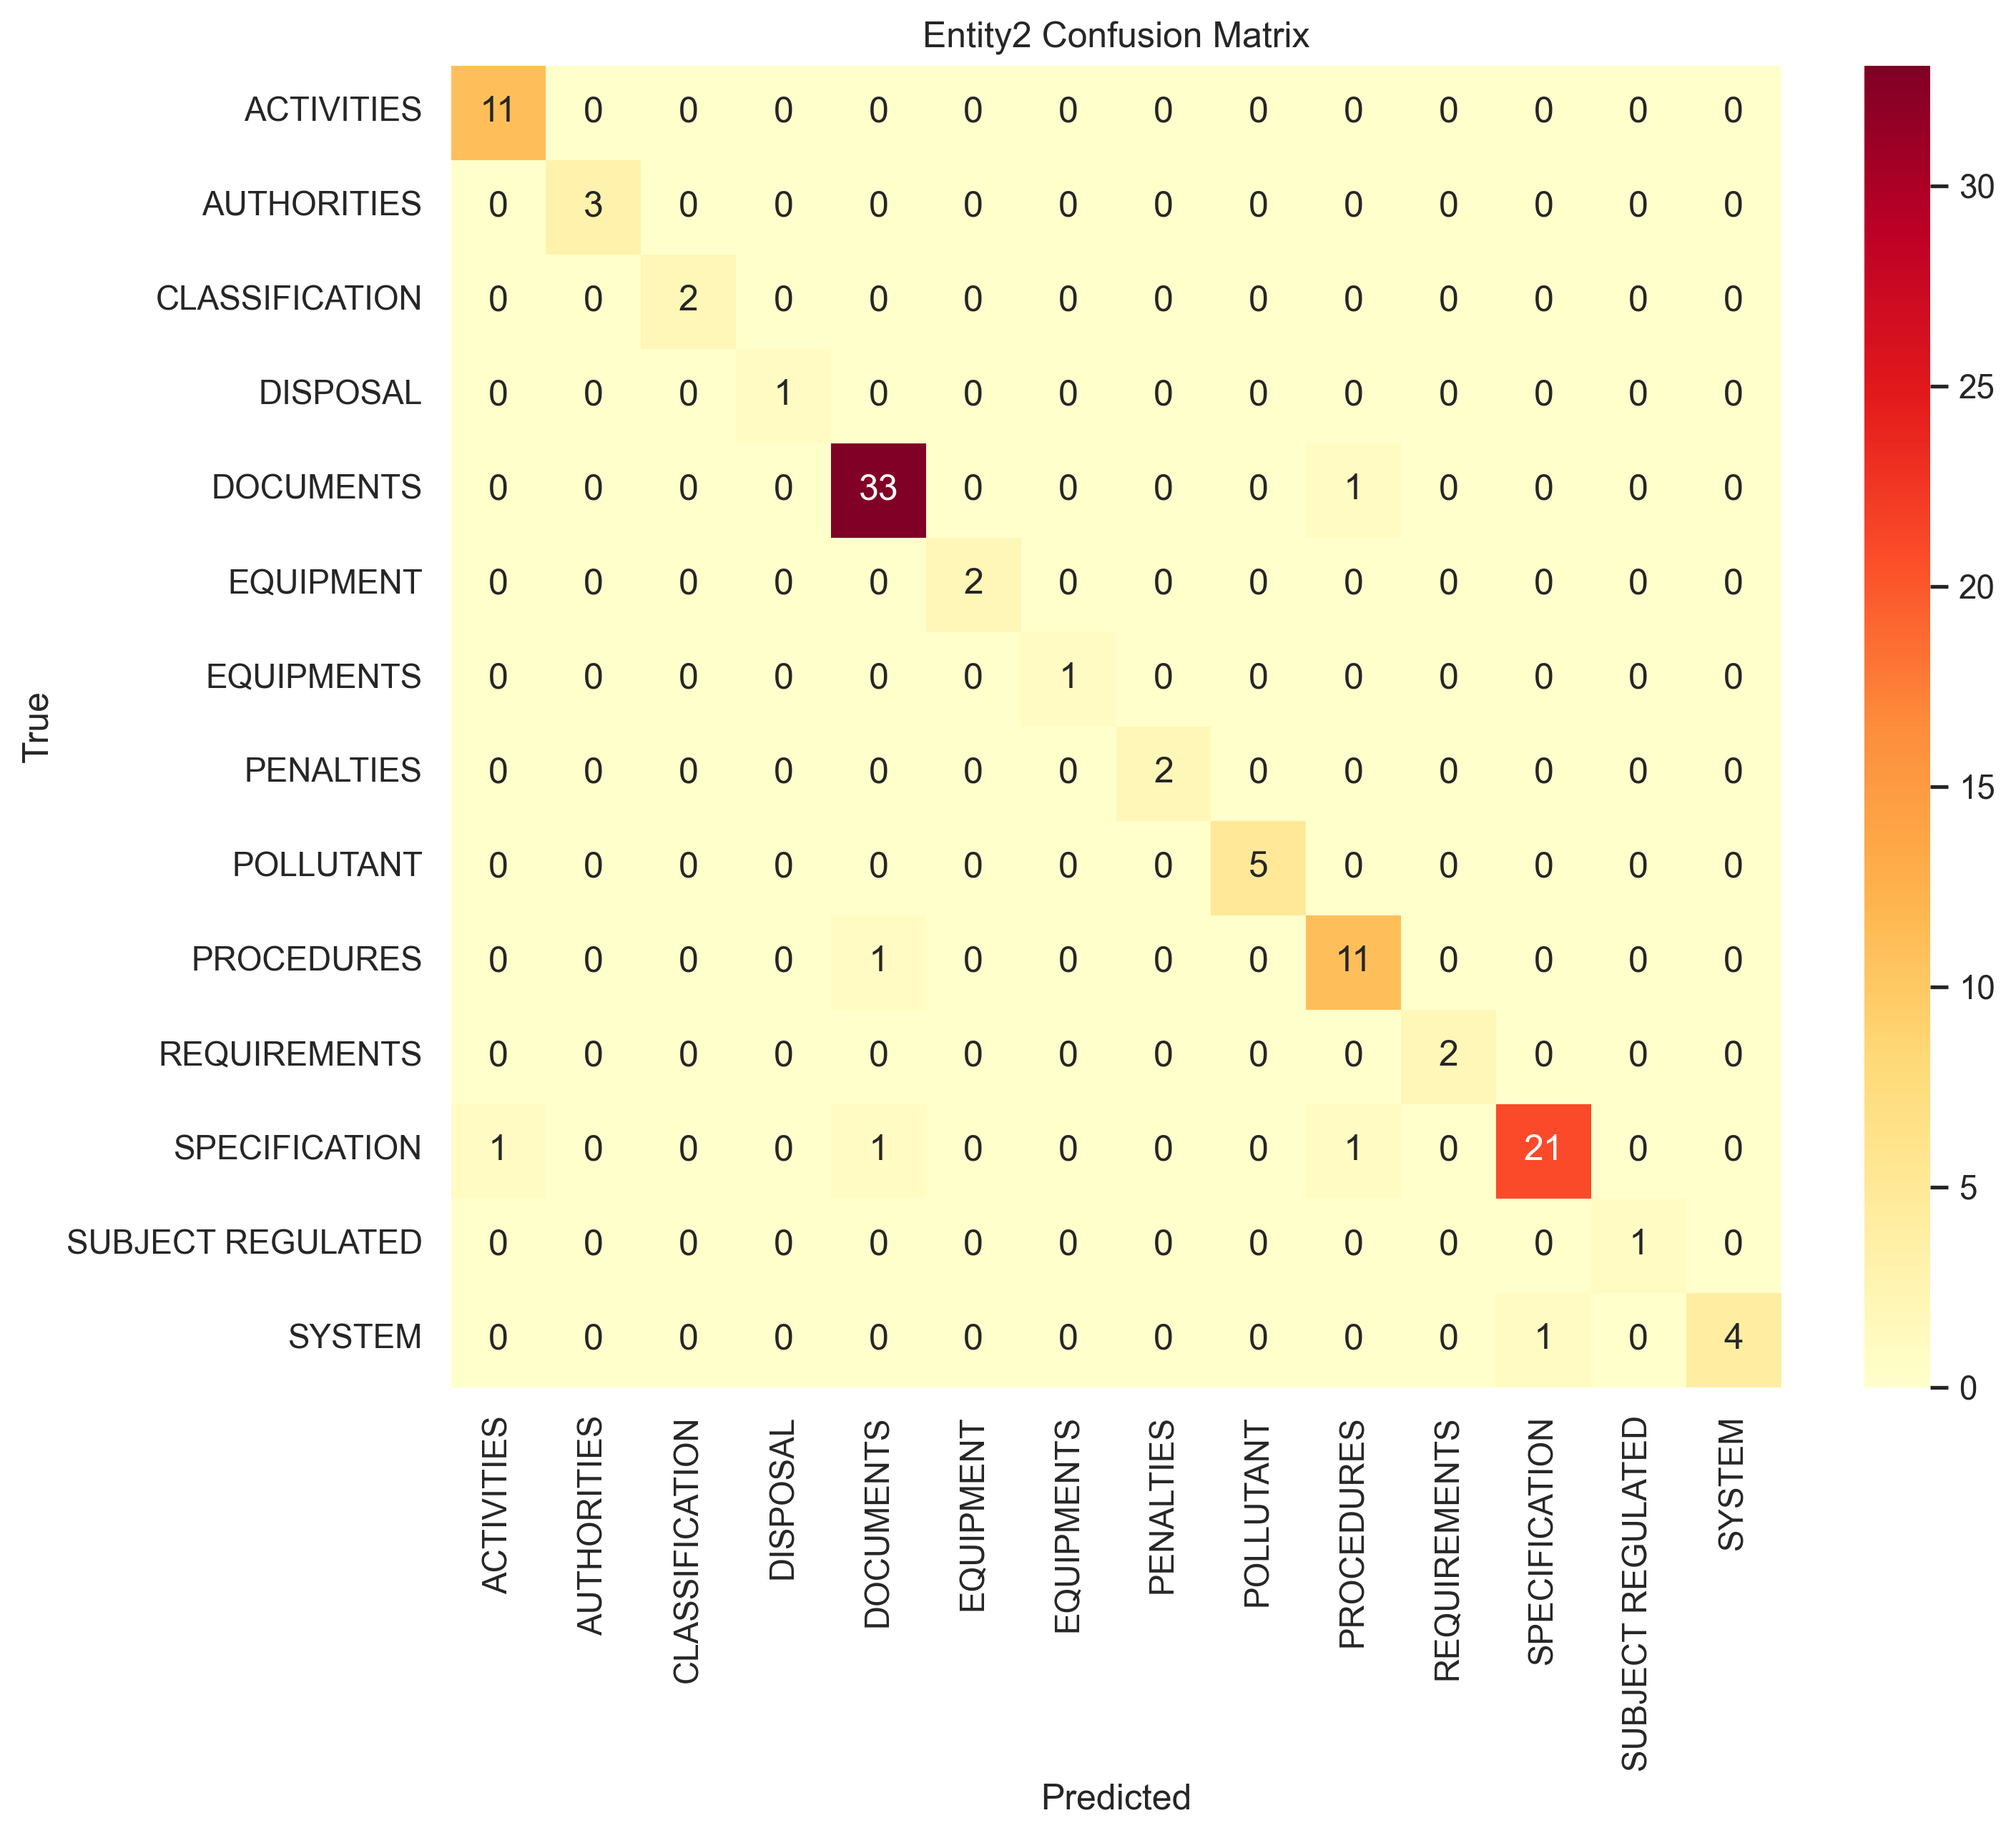 Entity2 Confusion Matrix
ACTIVITIES 11 0 0 0 0 0 0 0 0 0 0 0 0 0
AUTHORITIES 0 3 0 0 0 0 0 0 0 0 0 0 0 0
CLASSIFICATION 0 0 2 0 0 0 0 0 0 0 0 0 0 0
DISPOSAL 0 0 0 1 0 0 0 0 0 0 0 0 0 0
DOCUMENTS 0 0 0 0 33 0 0 0 0 1 0 0 0 0
EQUIPMENT 0 0 0 0 0 2 0 0 0 0 0 0 0 0
EQUIPMENTS 0 0 0 0 0 0 1 0 0 0 0 0 0 0
PENALTIES 0 0 0 0 0 0 0 2 0 0 0 0 0 0
POLLUTANT 0 0 0 0 0 0 0 0 5 0 0 0 0 0
PROCEDURES 0 0 0 0 1 0 0 0 0 11 0 0 0 0
REQUIREMENTS 0 0 0 0 0 0 0 0 0 0 2 0 0 0
SPECIFICATION 1 0 0 0 1 0 0 0 0 1 0 21 0 0
SUBJECT REGULATED 0 0 0 0 0 0 0 0 0 0 0 0 1 0
SYSTEM 0 0 0 0 0 0 0 0 0 0 0 1 0 4
True
ACTIVITIES
AUTHORITIES
CLASSIFICATION
DISPOSAL
DOCUMENTS
EQUIPMENT
EQUIPMENTS
PENALTIES
POLLUTANT
PROCEDURES
REQUIREMENTS
SPECIFICATION
SUBJECT REGULATED
SYSTEM
Predicted
30
25
20
15
10
5
0